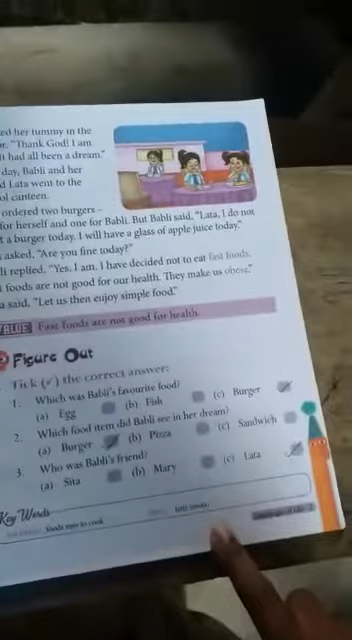 ed her tummy in the
"Thank God! I am
had all been a dream."
day, Babli and her
d Lata went to the
ol canteen.
ordered two burgers –
for herself and one for Babli. But Babli said, "Lata, I do not
t a burger today. I will have a glass of apple juice today."
asked, "Are you fine today?"
li replied, "Yes, I am. I have decided not to eat fast foods.
foods are not good for our health. They make us obese."
a said, "Let us then enjoy simple food."
VALUE Fast foods are not good for health.
Figure Out
Tick (✓) the correct answer:
1. Which was Babli's favourite food?
(a) Egg (b) Fish (c) Burger
2. Which food item did Babli see in her dream?
(a) Burger (b) Pizza (c) Sandwich
3. Who was Babli's friend?
(a) Sita (b) Mary (c) Lata
Key Words
foods easy to cook